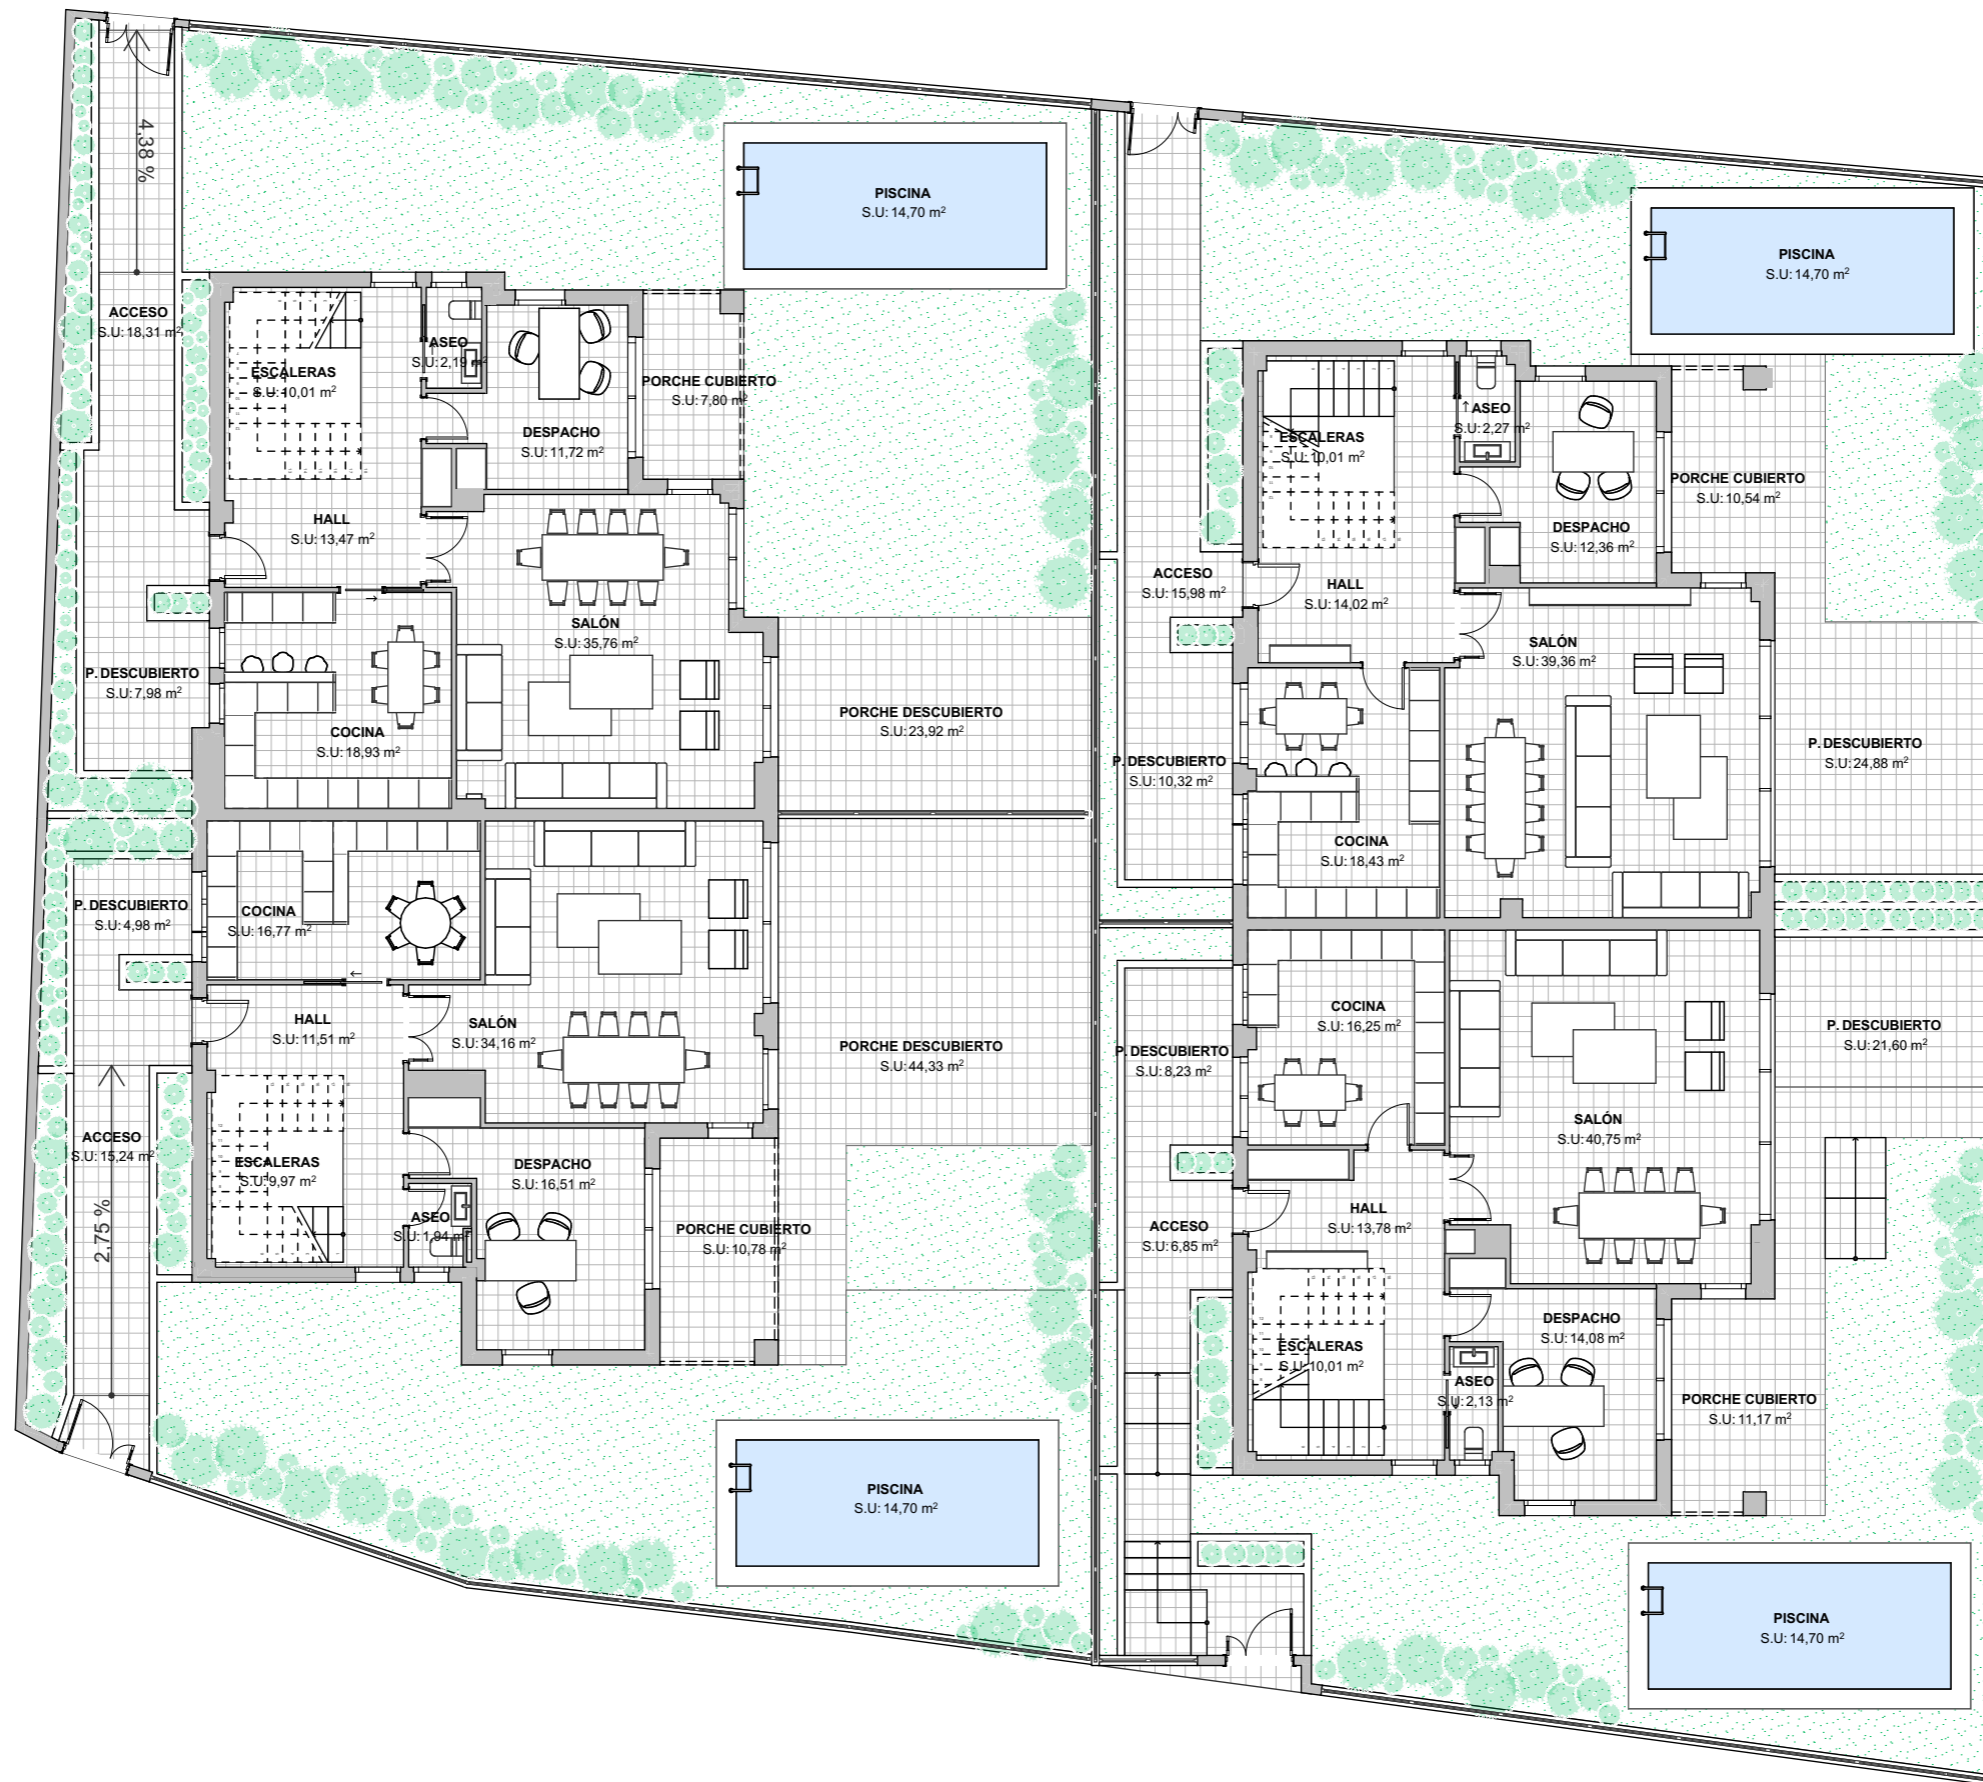 4,38 %
PISCINA
S.U: 14,70 m²
ACCESO
S.U: 18,31 m²
ASEO
S.U: 2,19 m²
ESCALERAS
S.U: 10,01 m²
PORCHE CUBIERTO
S.U: 7,80 m²
DESPACHO
S.U: 11,72 m²
HALL
S.U: 13,47 m²
SALÓN
S.U: 35,76 m²
P. DESCUBIERTO
S.U: 7,98 m²
COCINA
S.U: 18,93 m²
PORCHE DESCUBIERTO
S.U: 23,92 m²
P. DESCUBIERTO
S.U: 4,98 m²
COCINA
S.U: 16,77 m²
HALL
S.U: 11,51 m²
SALÓN
S.U: 34,16 m²
PORCHE DESCUBIERTO
S.U: 44,33 m²
ACCESO
S.U: 15,24 m²
2,75 %
ESCALERAS
S.U: 9,97 m²
DESPACHO
S.U: 16,51 m²
ASEO
S.U: 1,94 m²
PORCHE CUBIERTO
S.U: 10,78 m²
PISCINA
S.U: 14,70 m²
PISCINA
S.U: 14,70 m²
ASEO
S.U: 2,27 m²
ESCALERAS
S.U: 10,01 m²
PORCHE CUBIERTO
S.U: 10,54 m²
DESPACHO
S.U: 12,36 m²
ACCESO
S.U: 15,98 m²
HALL
S.U: 14,02 m²
SALÓN
S.U: 39,36 m²
P. DESCUBIERTO
S.U: 10,32 m²
P. DESCUBIERTO
S.U: 24,88 m²
COCINA
S.U: 18,43 m²
COCINA
S.U: 16,25 m²
P. DESCUBIERTO
S.U: 8,23 m²
P. DESCUBIERTO
S.U: 21,60 m²
SALÓN
S.U: 40,75 m²
ACCESO
S.U: 6,85 m²
HALL
S.U: 13,78 m²
DESPACHO
S.U: 14,08 m²
ESCALERAS
S.U: 10,01 m²
ASEO
S.U: 2,13 m²
PORCHE CUBIERTO
S.U: 11,17 m²
PISCINA
S.U: 14,70 m²